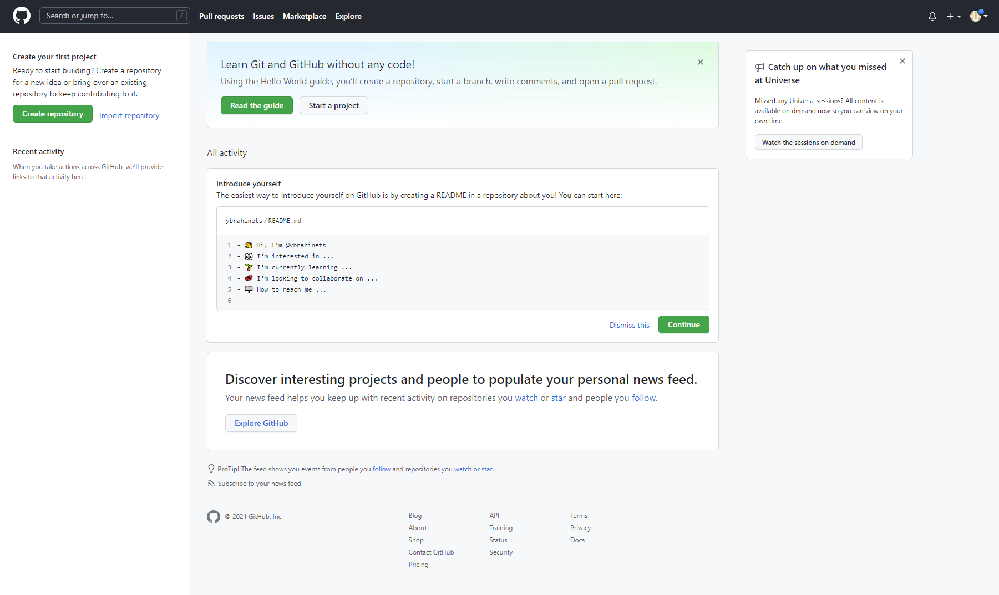 Search or jump to...
/
Pull requests
Issues
Marketplace
Explore
Create your first project
Ready to start building? Create a repository
for a new idea or bring over an existing
repository to keep contributing to it.
Create repository
Import repository
Recent activity
When you take actions across GitHub, we’ll provide
links to that activity here.
Learn Git and GitHub without any code!
Using the Hello World guide, you’ll create a repository, start a branch, write comments, and open a pull request.
Read the guide
Start a project
All activity
Introduce yourself
The easiest way to introduce yourself on GitHub is by creating a README in a repository about you! You can start here:
ybrahinets/README.md
1 - 👋 Hi, I’m @ybrahinets
2 - 👀 I’m interested in ...
3 - 🌱 I’m currently learning ...
4 - 💞️ I’m looking to collaborate on ...
5 - 📫 How to reach me ...
6
Dismiss this
Continue
Discover interesting projects and people to populate your personal news feed.
Your news feed helps you keep up with recent activity on repositories you watch or star and people you follow.
Explore GitHub
ProTip! The feed shows you events from people you follow and repositories you watch or star.
Subscribe to your news feed
Catch up on what you missed
at Universe
Missed any Universe sessions? All content is
available on demand now so you can view on your
own time.
Watch the sessions on demand
© 2021 GitHub, Inc.
Blog
About
Shop
Contact GitHub
Pricing
API
Training
Status
Security
Terms
Privacy
Docs